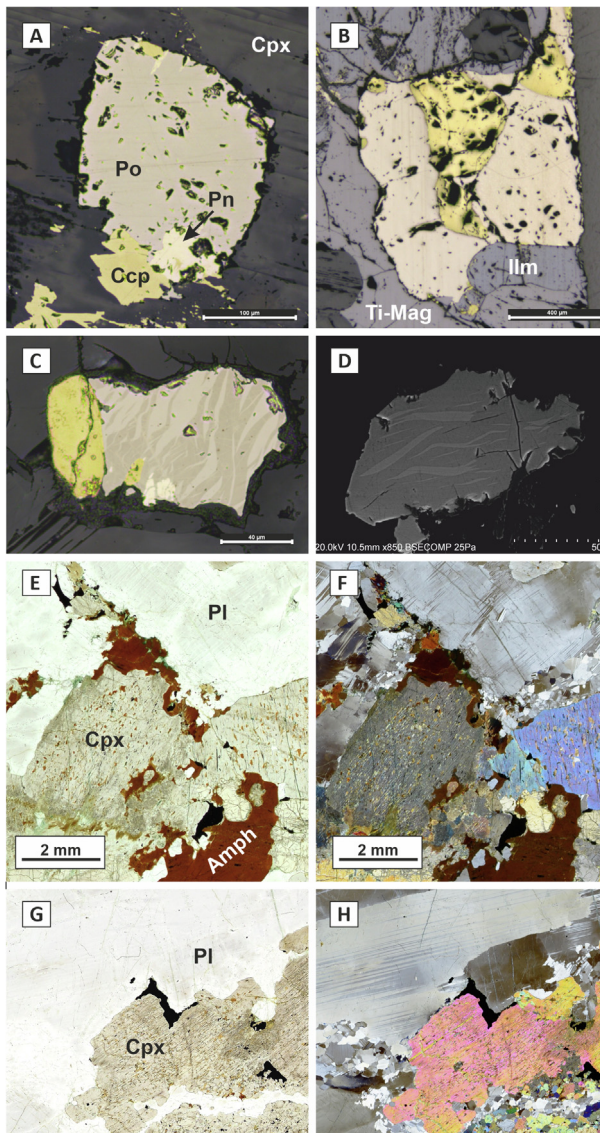 A
Cpx
Po
Pn
Ccp
100 µm
B
Ilm
Ti-Mag
400 µm
C
40 µm
D
20.0kV 10.5mm x850 BSECOMP 25Pa
E
Pl
Cpx
Amph
2 mm
F
2 mm
G
Pl
Cpx
H